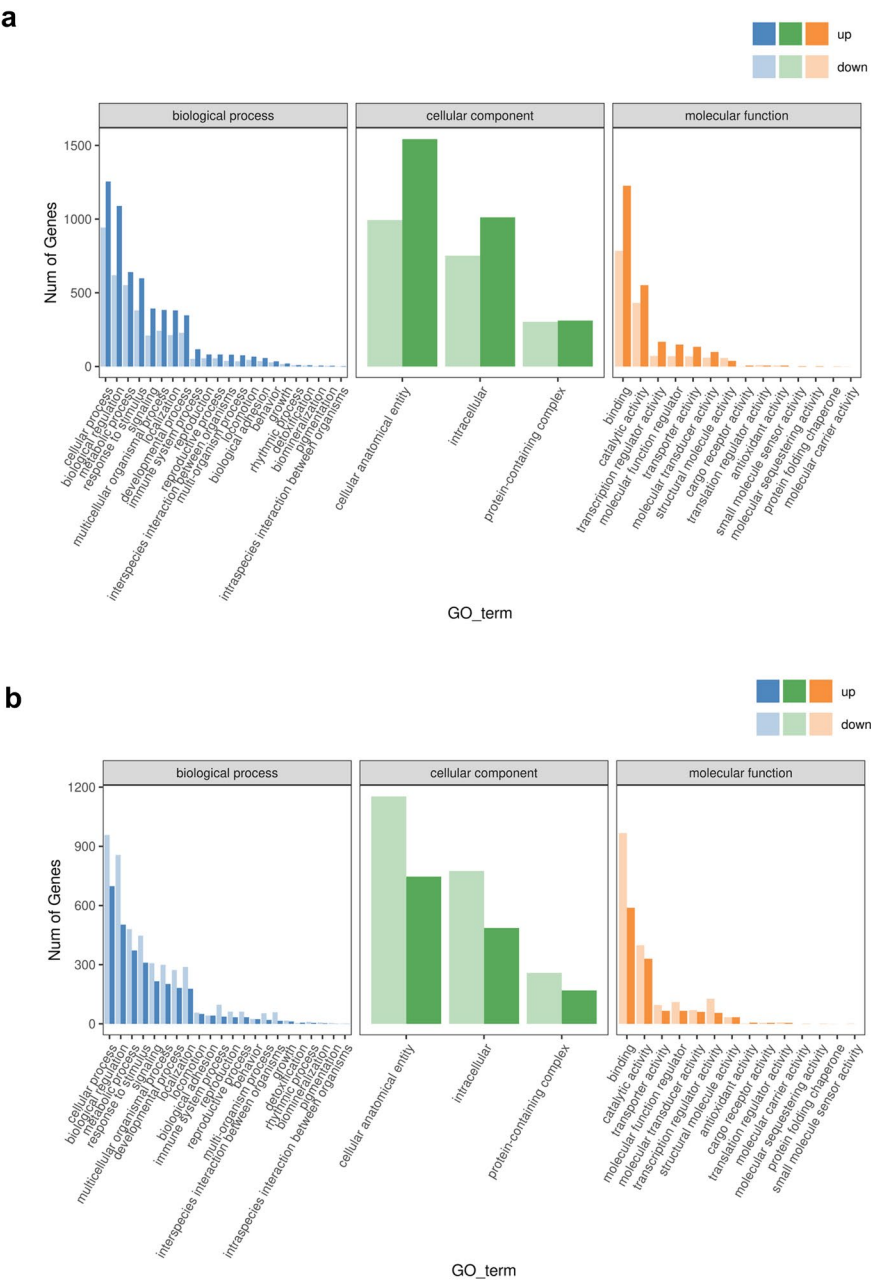 a
up
down
biological process
cellular component
molecular function
Num of Genes
1500
1000
500
0
cellular process
biological regulation
metabolic process
response to stimulus
signaling
multicellular organismal process
localization
developmental process
immune system process
reproduction
reproductive process
interspecies interaction between organisms
multi-organism process
locomotion
biological adhesion
behavior
growth
rhythmic process
detoxification
biomineralization
pigmentation
intraspecies interaction between organisms
cellular anatomical entity
intracellular
protein-containing complex
binding
catalytic activity
transcription regulator activity
molecular function regulator
transporter activity
molecular transducer activity
structural molecule activity
cargo receptor activity
translation regulator activity
antioxidant activity
small molecule sensor activity
molecular sequestering activity
protein folding chaperone
molecular carrier activity
GO_term
b
up
down
biological process
cellular component
molecular function
Num of Genes
1200
900
600
300
0
cellular process
biological regulation
metabolic process
response to stimulus
signaling
multicellular organismal process
developmental process
localization
locomotion
biological adhesion
immune system process
reproduction
reproductive process
behavior
multi-organism process
interspecies interaction between organisms
growth
detoxification
rhythmic process
biomineralization
pigmentation
intraspecies interaction between organisms
cellular anatomical entity
intracellular
protein-containing complex
binding
catalytic activity
transporter activity
molecular function regulator
molecular transducer activity
transcription regulator activity
structural molecule activity
antioxidant activity
cargo receptor activity
translation regulator activity
molecular carrier activity
molecular sequestering activity
protein folding chaperone
small molecule sensor activity
GO_term